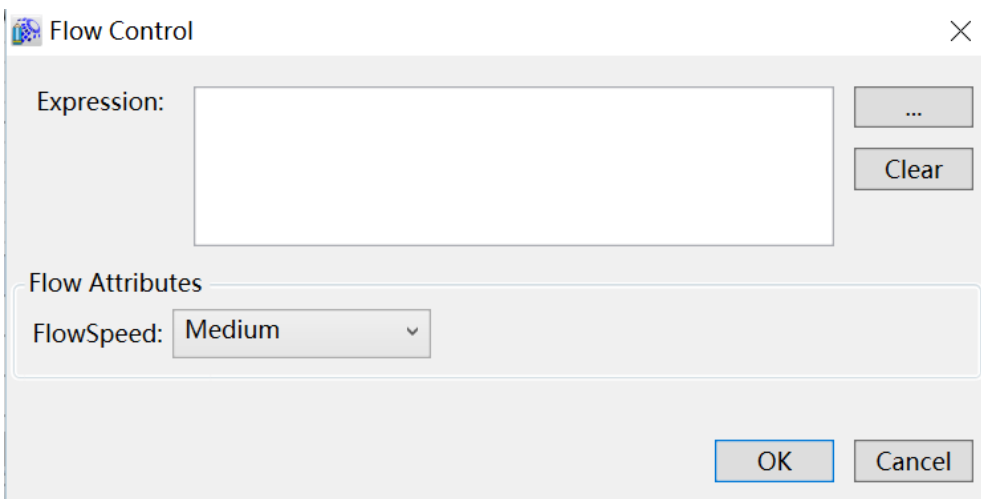 Flow Control
Expression:
...
Clear
Flow Attributes
FlowSpeed: Medium
OK Cancel